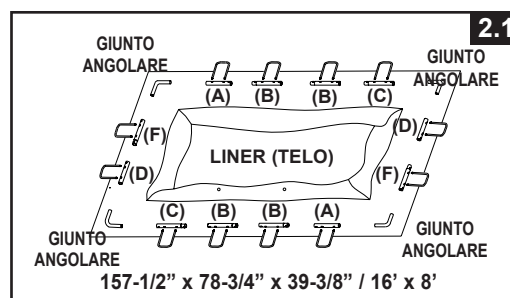 2.1
GIUNTO
ANGOLARE
GIUNTO
ANGOLARE
(A) (B) (B) (C)
(F) (D)
LINER (TELO)
(D) (F)
(C) (B) (B) (A)
GIUNTO
ANGOLARE
GIUNTO
ANGOLARE
157-1/2” x 78-3/4” x 39-3/8” / 16’ x 8’